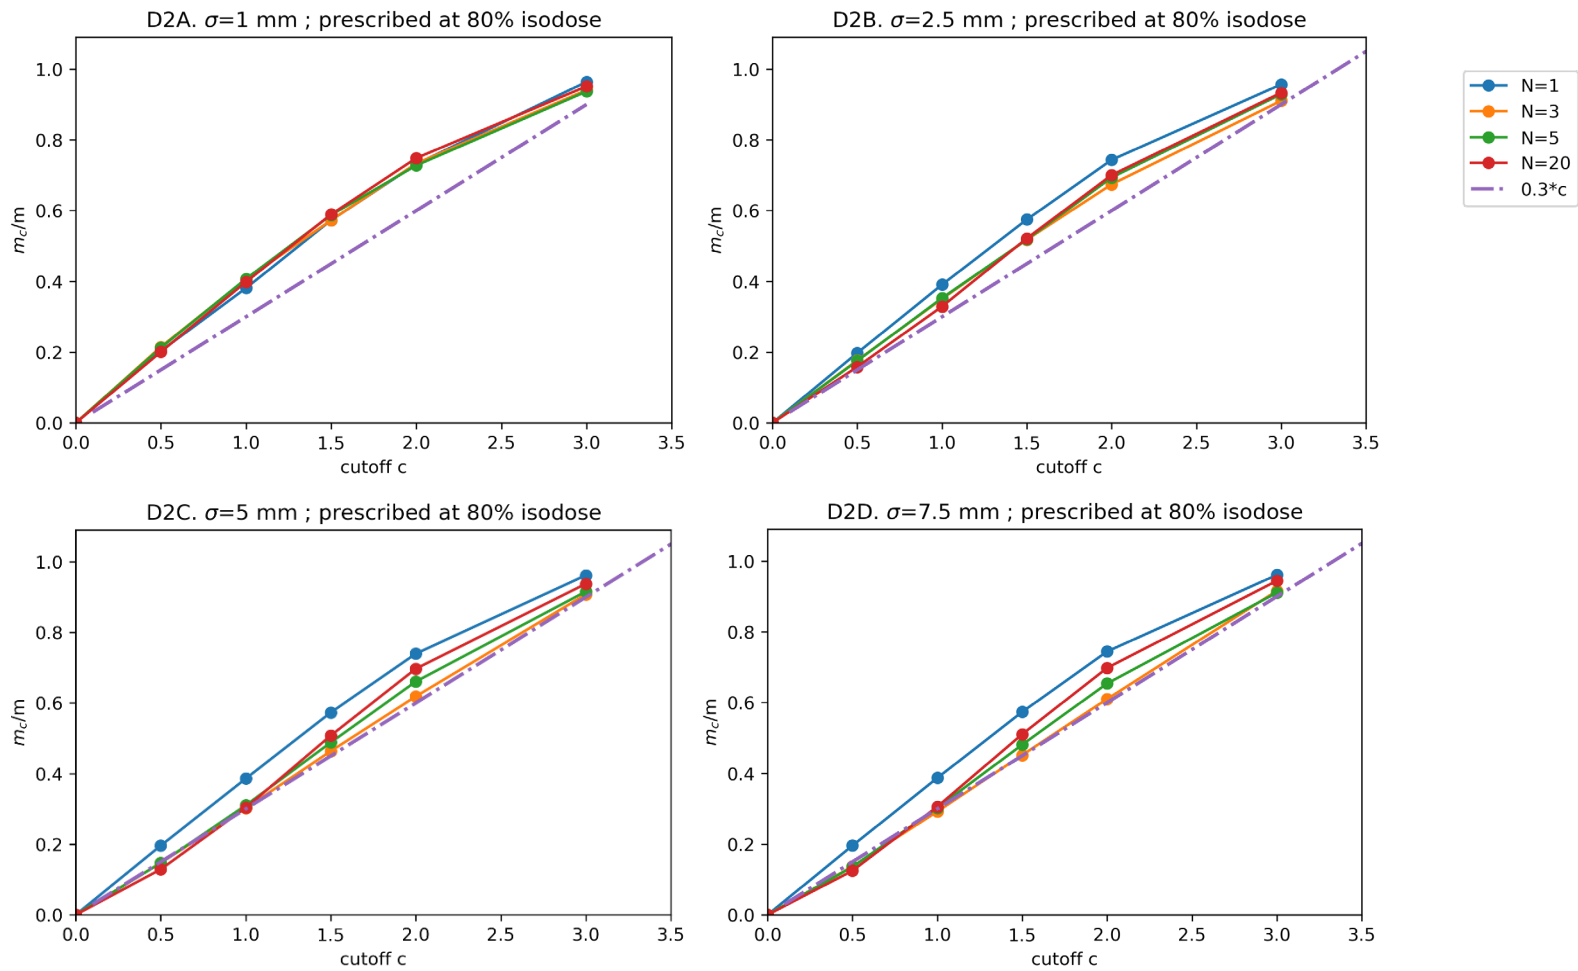 D2A. σ=1 mm ; prescribed at 80% isodose
1.0
0.8
0.6
0.4
0.2
0.0
m_c/m
0.0 0.5 1.0 1.5 2.0 2.5 3.0 3.5
cutoff c
D2B. σ=2.5 mm ; prescribed at 80% isodose
1.0
0.8
0.6
0.4
0.2
0.0
m_c/m
0.0 0.5 1.0 1.5 2.0 2.5 3.0 3.5
cutoff c
N=1
N=3
N=5
N=20
0.3*c
D2C. σ=5 mm ; prescribed at 80% isodose
1.0
0.8
0.6
0.4
0.2
0.0
m_c/m
0.0 0.5 1.0 1.5 2.0 2.5 3.0 3.5
cutoff c
D2D. σ=7.5 mm ; prescribed at 80% isodose
1.0
0.8
0.6
0.4
0.2
0.0
m_c/m
0.0 0.5 1.0 1.5 2.0 2.5 3.0 3.5
cutoff c